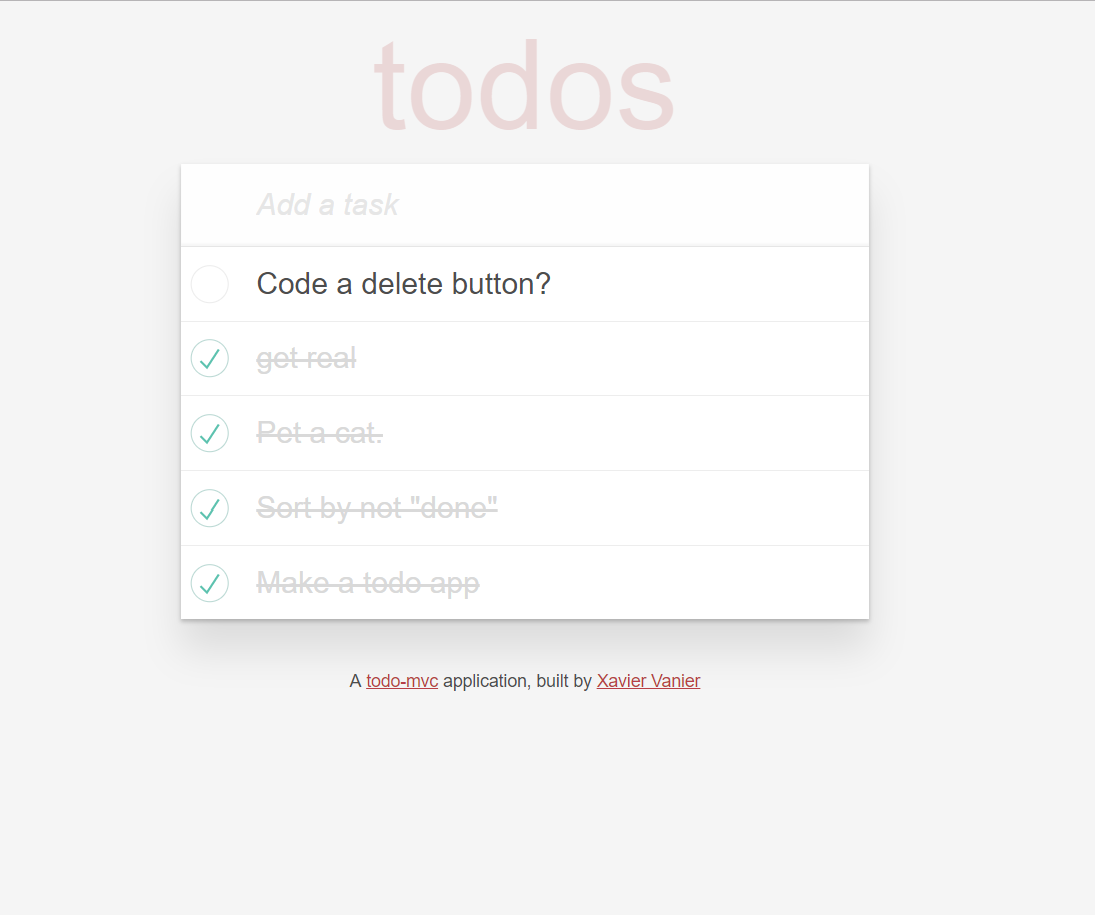 todos
Add a task
Code a delete button?
get real
Pet a cat.
Sort by not "done"
Make a todo app
A todo-mvc application, built by Xavier Vanier